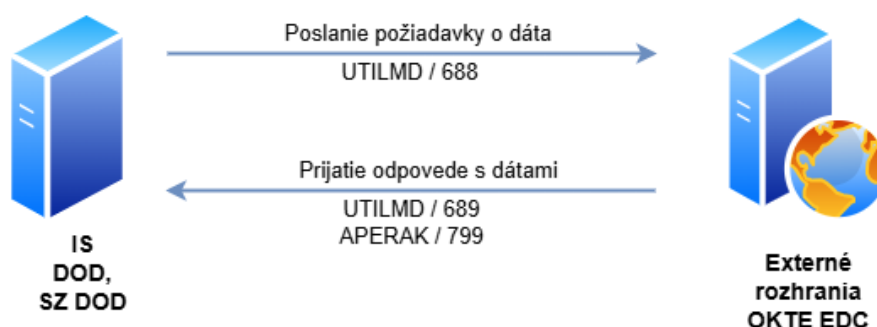 Poslanie požiadavky o dáta
UTILMD / 688
Prijatie odpovede s dátami
UTILMD / 689
APERAK / 799
IS
DOD,
SZ DOD
Externé
rozhrania
OKTE EDC